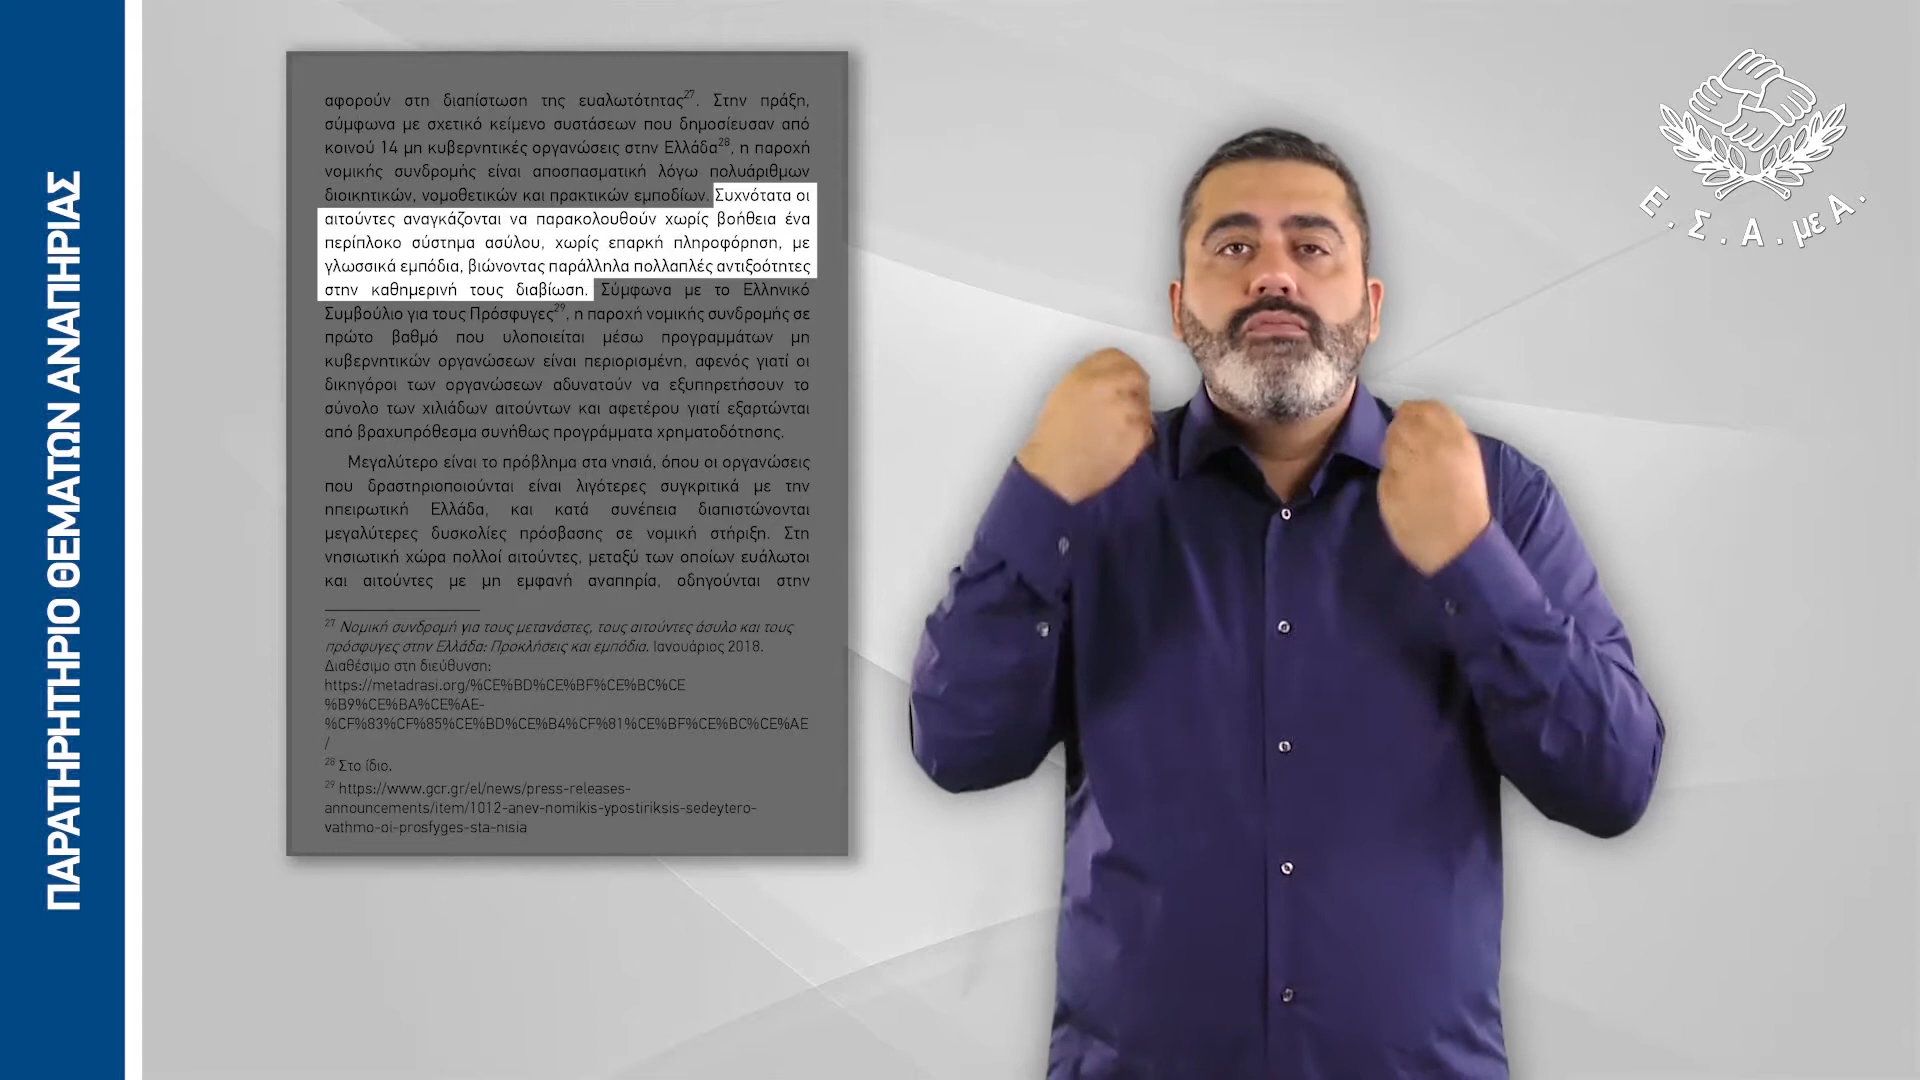 ΠΑΡΑΤΗΡΗΤΗΡΙΟ ΘΕΜΑΤΩΝ ΑΝΑΠΗΡΙΑΣ
αφορούν στη διαπίστωση της ευαλωτότητας27. Στην πράξη,
σύμφωνα με σχετικό κείμενο συστάσεων που δημοσίευσαν από
κοινού 14 μη κυβερνητικές οργανώσεις στην Ελλάδα28, η παροχή
νομικής συνδρομής είναι αποσπασματική λόγω πολυάριθμων
διοικητικών, νομοθετικών και πρακτικών εμποδίων. Συχνότατα οι
αιτούντες αναγκάζονται να παρακολουθούν χωρίς βοήθεια ένα
περίπλοκο σύστημα ασύλου, χωρίς επαρκή πληροφόρηση, με
γλωσσικά εμπόδια, βιώνοντας παράλληλα πολλαπλές αντιξοότητες
στην καθημερινή τους διαβίωση. Σύμφωνα με το Ελληνικό
Συμβούλιο για τους Πρόσφυγες29, η παροχή νομικής συνδρομής σε
πρώτο βαθμό που υλοποιείται μέσω προγραμμάτων μη
κυβερνητικών οργανώσεων είναι περιορισμένη, αφενός γιατί οι
δικηγόροι των οργανώσεων αδυνατούν να εξυπηρετήσουν το
σύνολο των χιλιάδων αιτούντων και αφετέρου γιατί εξαρτώνται
από βραχυπρόθεσμα συνήθως προγράμματα χρηματοδότησης.
Μεγαλύτερο είναι το πρόβλημα στα νησιά, όπου οι οργανώσεις
που δραστηριοποιούνται είναι λιγότερες συγκριτικά με την
ηπειρωτική Ελλάδα, και κατά συνέπεια διαπιστώνονται
μεγαλύτερες δυσκολίες πρόσβασης σε νομική στήριξη. Στη
νησιωτική χώρα πολλοί αιτούντες, μεταξύ των οποίων ευάλωτοι
και αιτούντες με μη εμφανή αναπηρία, οδηγούνται στην
27 Νομική συνδρομή για τους μετανάστες, τους αιτούντες άσυλο και τους
πρόσφυγες στην Ελλάδα: Προκλήσεις και εμπόδια. Ιανουάριος 2018.
Διαθέσιμο στη διεύθυνση:
https://metadrasi.org/%CE%BD%CE%BF%CE%BC%CE
%B9%CE%BA%CE%AE-
%CF%83%CF%85%CE%BD%CE%B4%CF%81%CE%BF%CE%BC%CE%AE
/
28 Στο ίδιο.
29 https://www.gcr.gr/el/news/press-releases-
announcements/item/1012-anev-nomikis-ypostiriksis-sedeytero-
vathmo-oi-prosfyges-sta-nisia
Ε.Σ.Α.μεΑ.